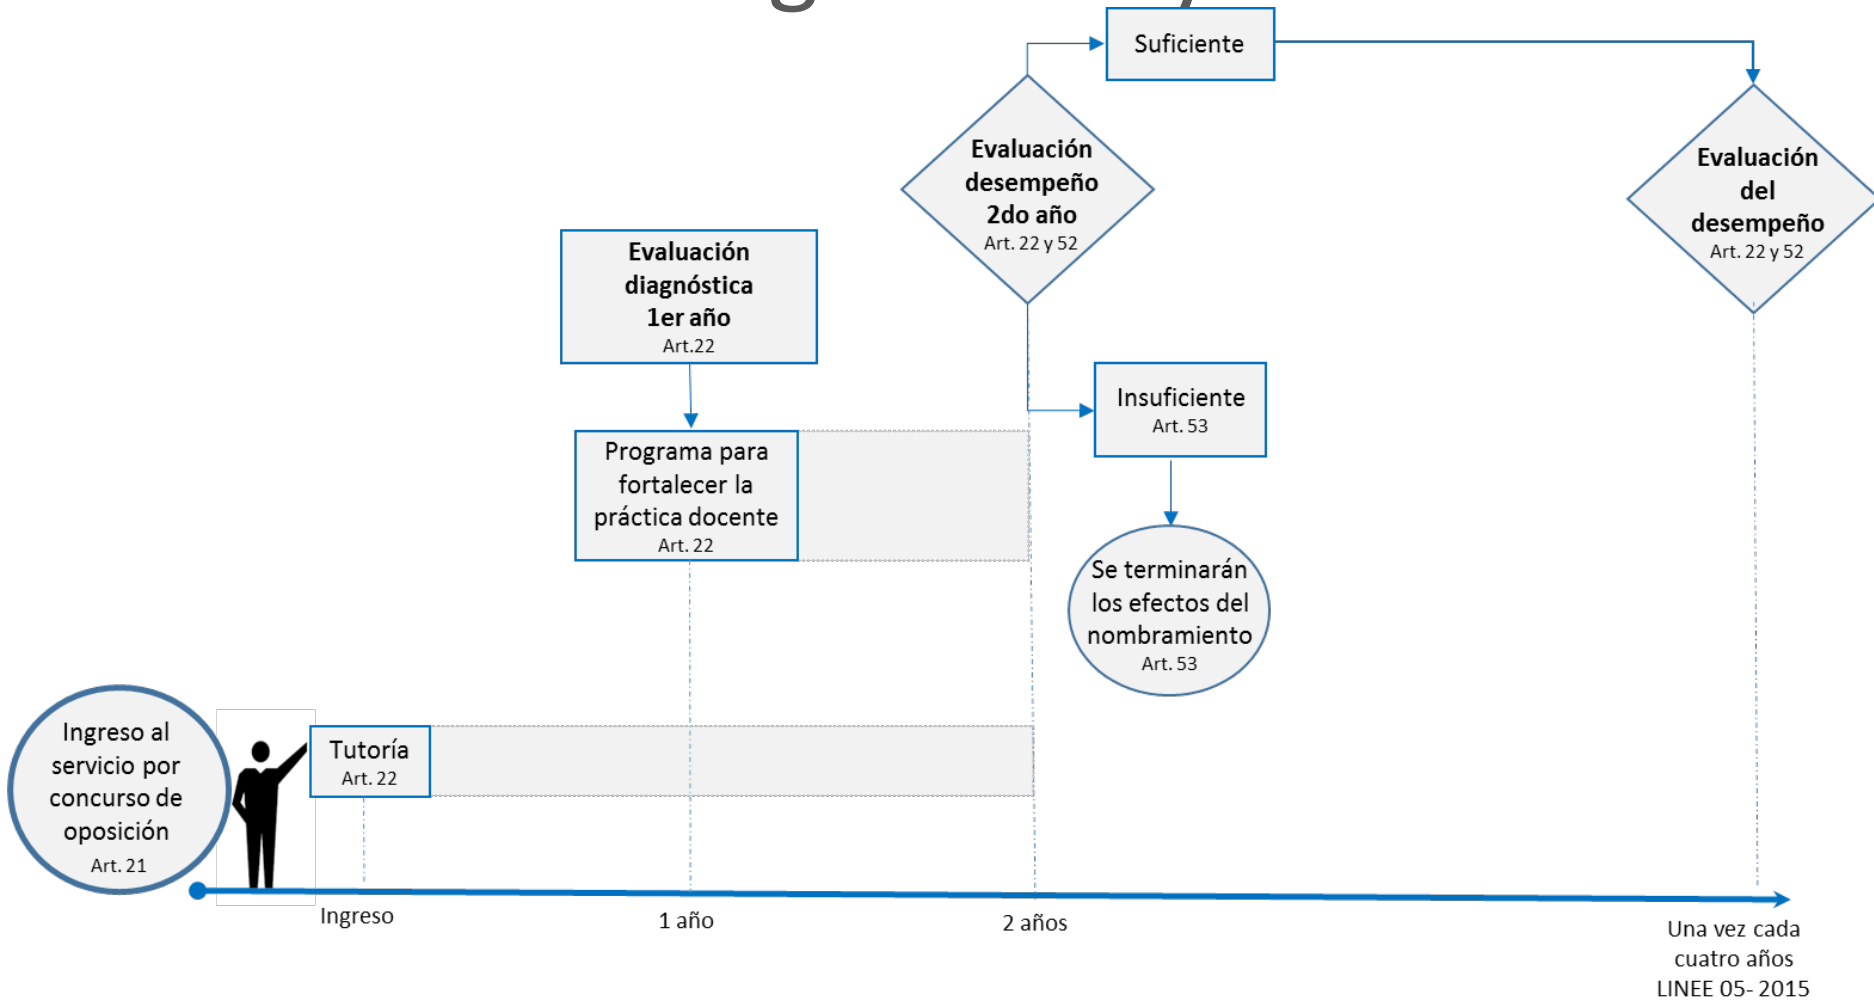 Suficiente
Evaluación
desempeño
2do año
Art. 22 y 52
Evaluación
del
desempeño
Art. 22 y 52
Evaluación
diagnóstica
1er año
Art.22
Insuficiente
Art. 53
Programa para
fortalecer la
práctica docente
Art. 22
Se terminarán
los efectos del
nombramiento
Art. 53
Ingreso al
servicio por
concurso de
oposición
Art. 21
Tutoría
Art. 22
Ingreso
1 año
2 años
Una vez cada
cuatro años
LINEE 05- 2015